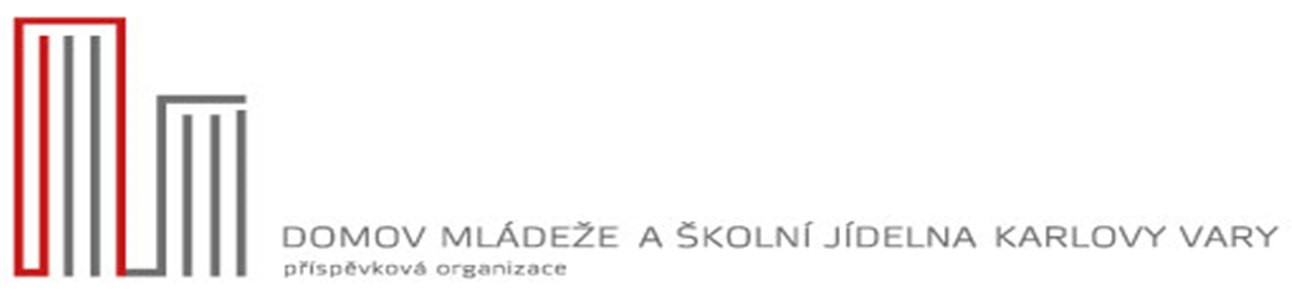 DOMOV MLÁDEŽE A ŠKOLNÍ JÍDELNA KARLOVY VARY
příspěvková organizace